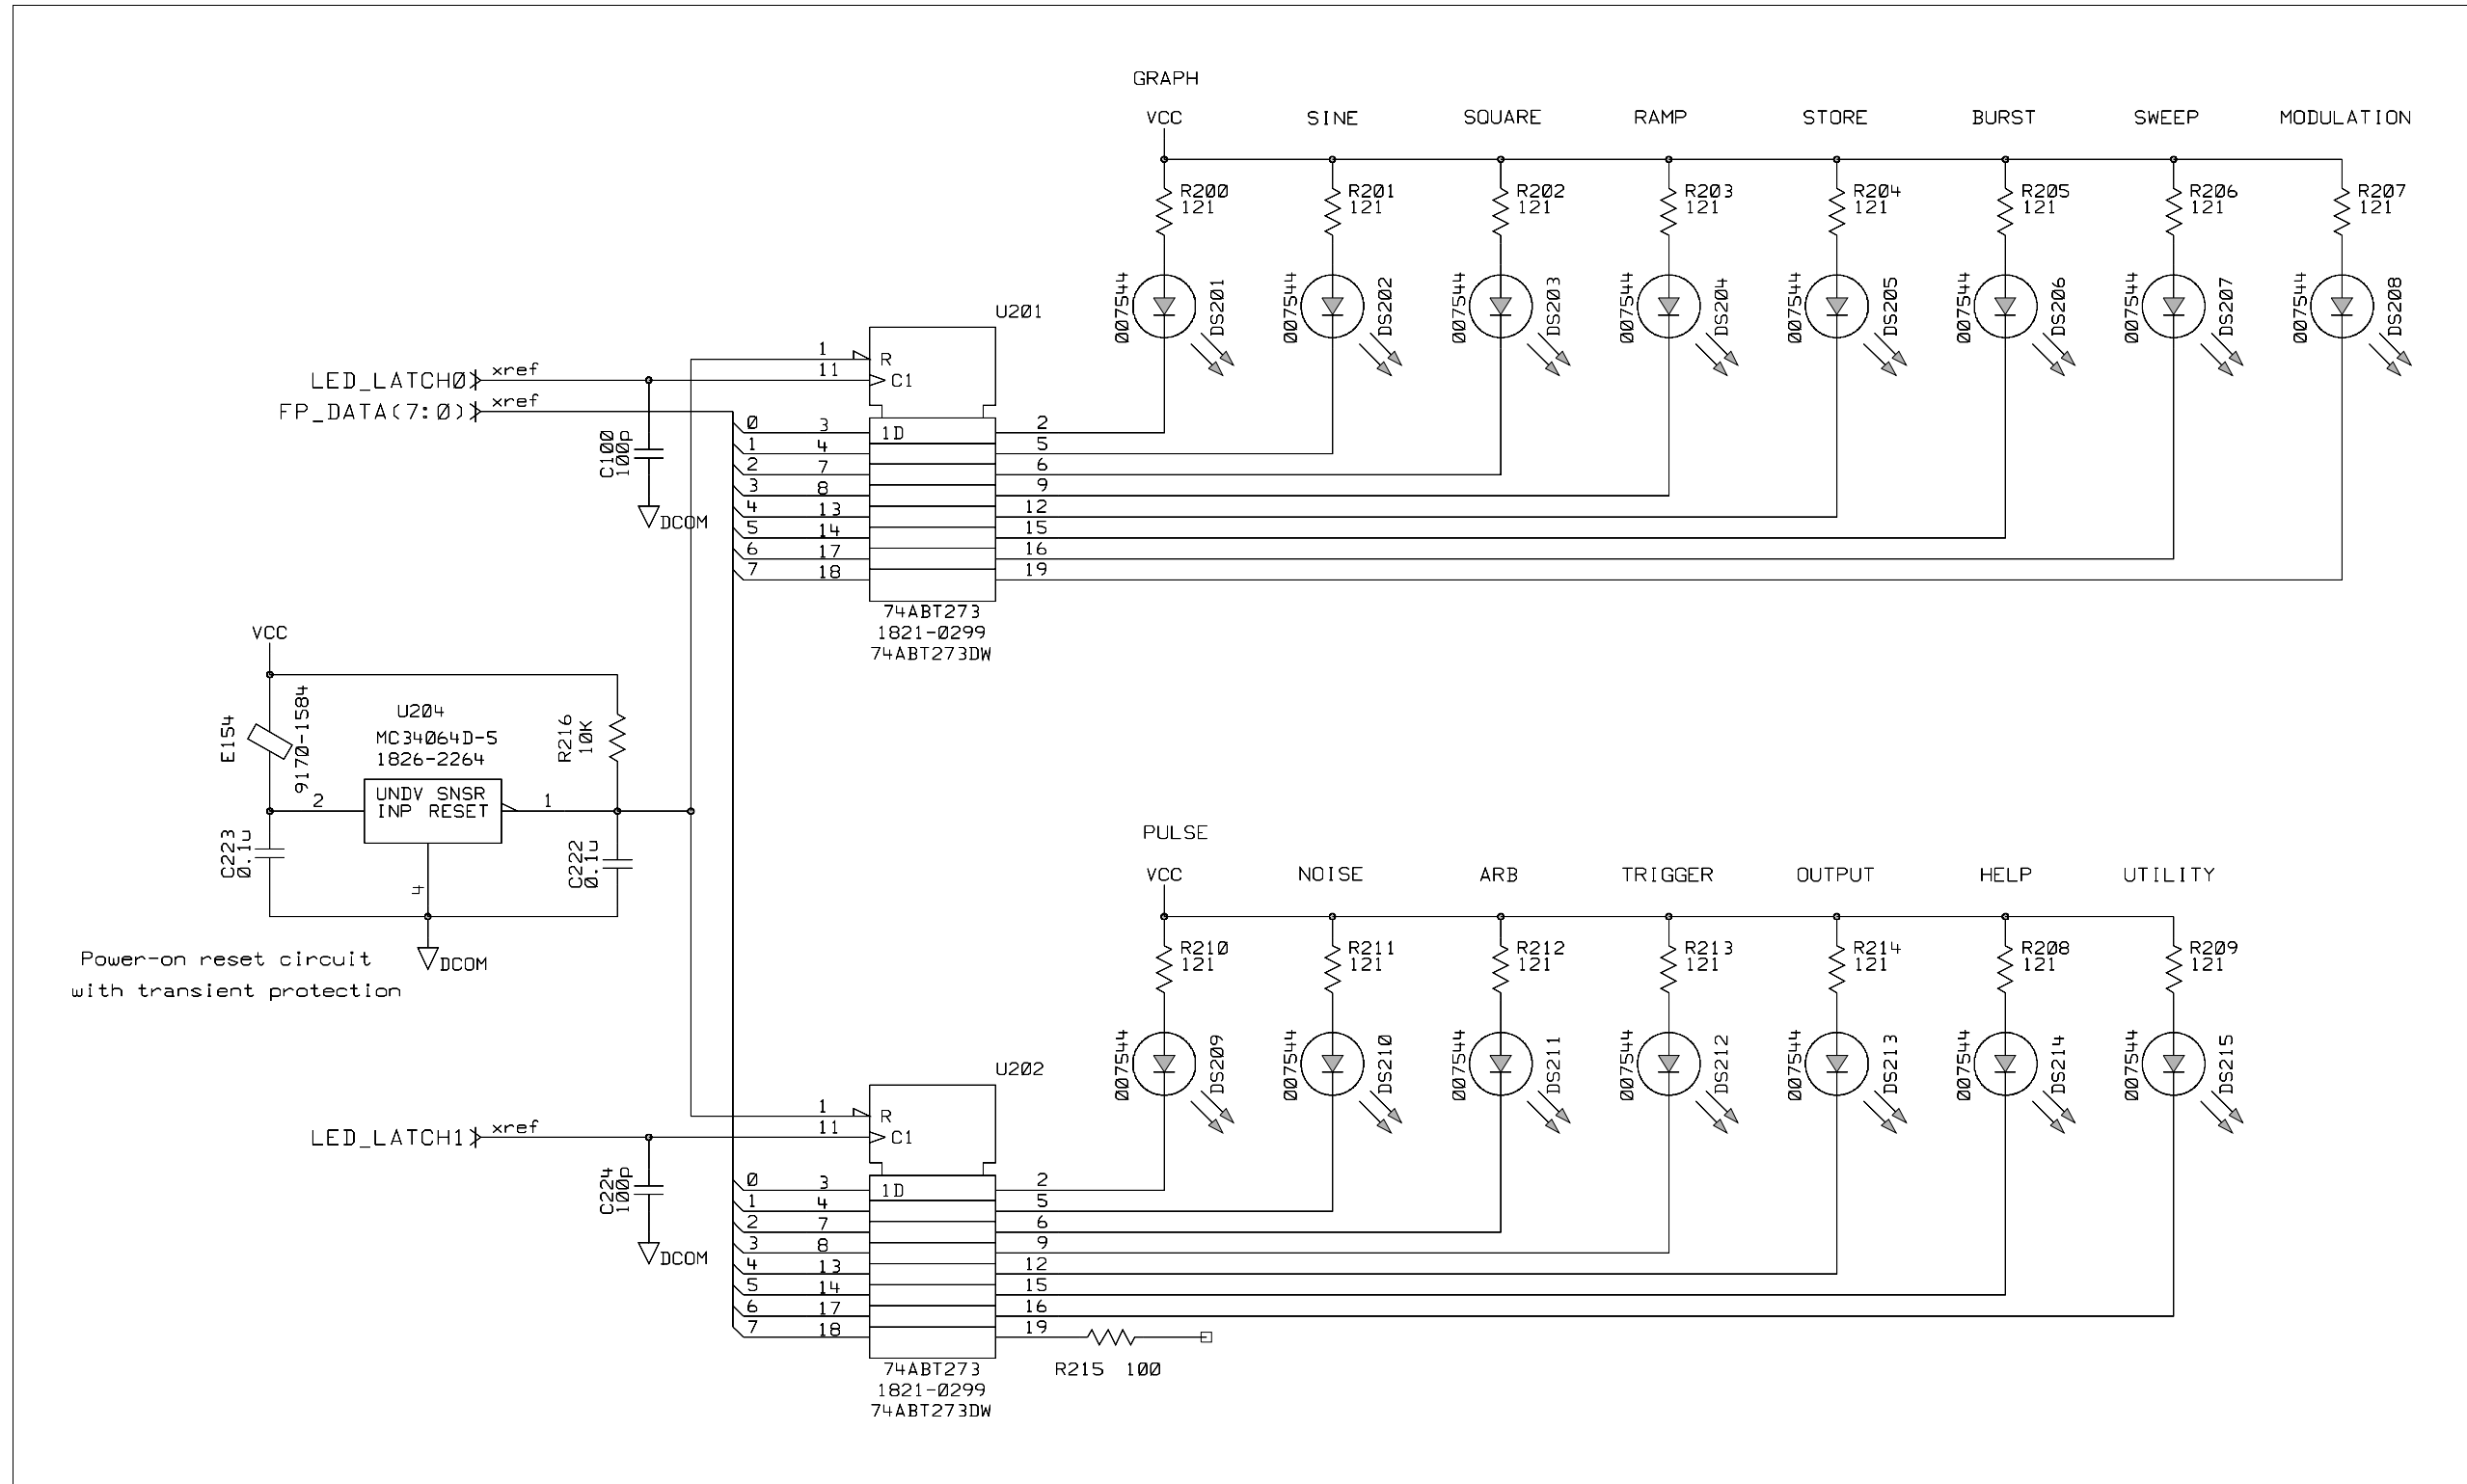 GRAPH
VCC SINE SQUARE RAMP STORE BURST SWEEP MODULATION
R200 R201 R202 R203 R204 R205 R206 R207
121 121 121 121 121 121 121 121
007544 DS201 007544 DS202 007544 DS203 007544 DS204 007544 DS205 007544 DS206 007544 DS207 007544 DS208
U201
1 R
LED_LATCH0 xref 11 C1
FP_DATA(7:0) xref
C100
100p
DCOM
0 3 1D 2
1 4 5
2 7 6
3 8 9
4 13 12
5 14 15
6 17 16
7 18 19
74ABT273
1821-0299
74ABT273DW
VCC
E154
9170-1584
U204
MC34064D-5
1826-2264
R216
10K
2 UNDV SNSR 1
INP RESET
C223
0.1u
4
C222
0.1u
DCOM
Power-on reset circuit
with transient protection
PULSE
VCC NOISE ARB TRIGGER OUTPUT HELP UTILITY
R210 R211 R212 R213 R214 R208 R209
121 121 121 121 121 121 121
007544 DS209 007544 DS210 007544 DS211 007544 DS212 007544 DS213 007544 DS214 007544 DS215
U202
1 R
LED_LATCH1 xref 11 C1
C224
100p
DCOM
0 3 1D 2
1 4 5
2 7 6
3 8 9
4 13 12
5 14 15
6 17 16
7 18 19
R215 100
74ABT273
1821-0299
74ABT273DW